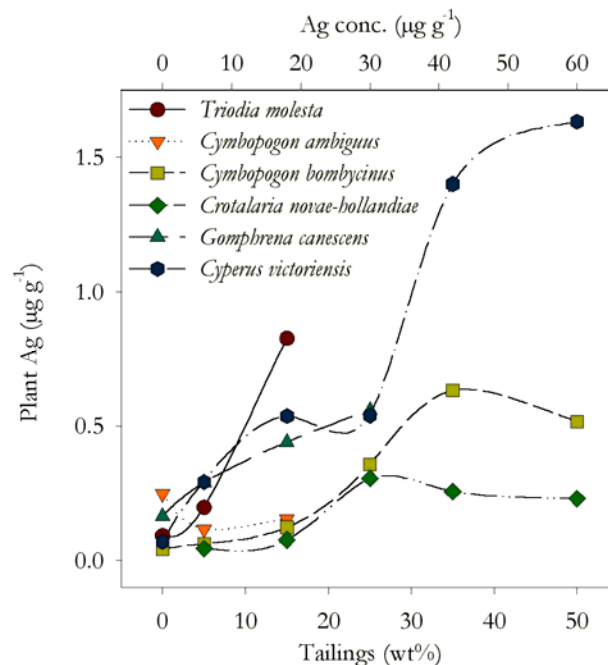 Ag conc. (µg g⁻¹)
0 10 20 30 40 50 60
Triodia molesta
Cymbopogon ambiguus
Cymbopogon bombycinus
Crotalaria novae-hollandiae
Gomphrena canescens
Cyperus victoriensis
Plant Ag (µg g⁻¹)
1.5
1.0
0.5
0.0
0 10 20 30 40 50
Tailings (wt%)